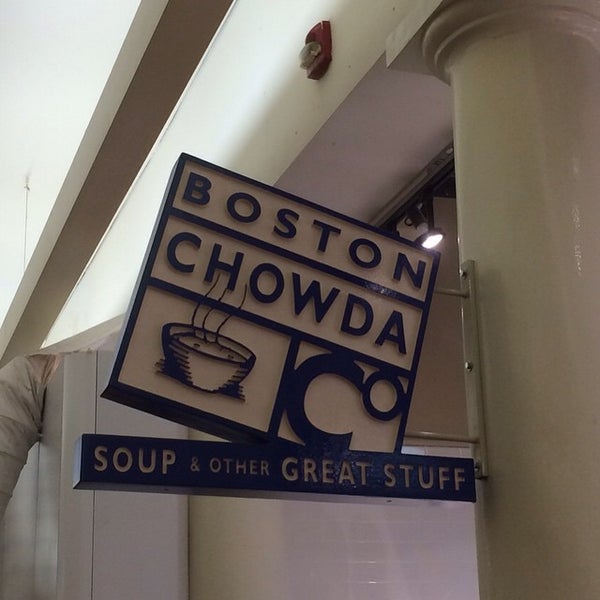 BOSTON
CHOWDA
Co
SOUP & OTHER GREAT STUFF